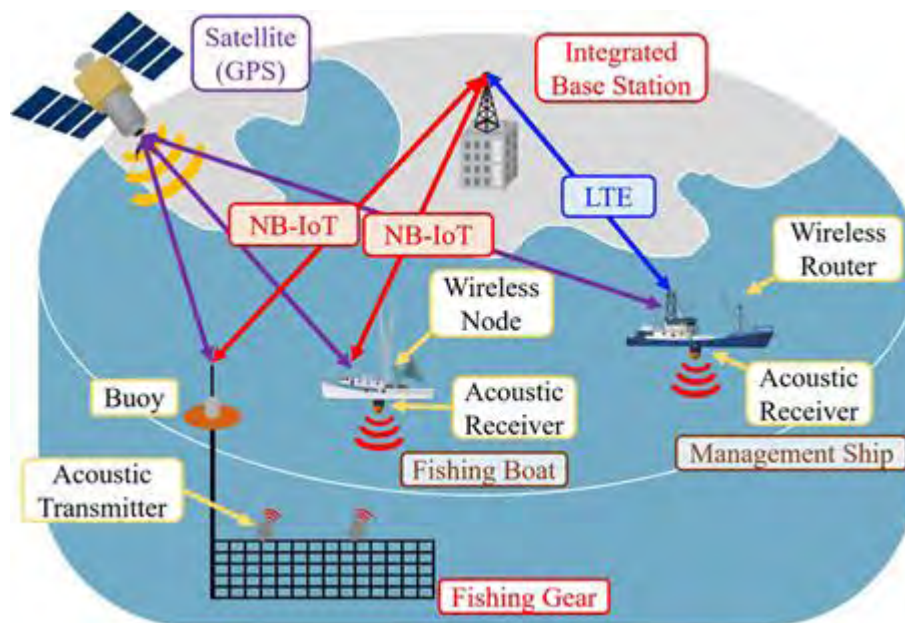 Satellite
(GPS)
Integrated
Base Station
LTE
NB-IoT
NB-IoT
Wireless
Router
Wireless
Node
Buoy
Acoustic
Receiver
Acoustic
Receiver
Fishing Boat
Management Ship
Acoustic
Transmitter
Fishing Gear